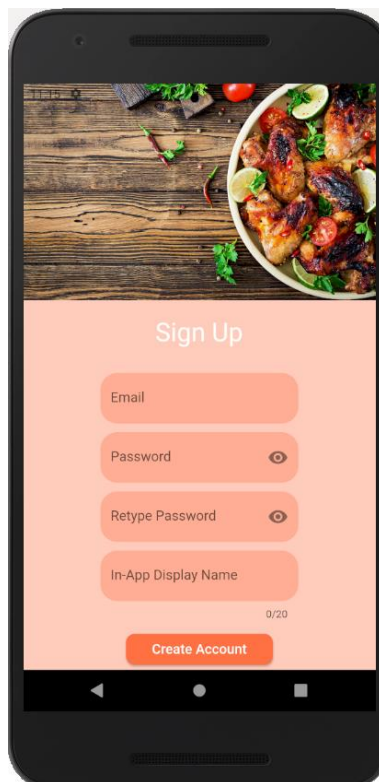 Sign Up
Email
Password
Retype Password
In-App Display Name
0/20
Create Account